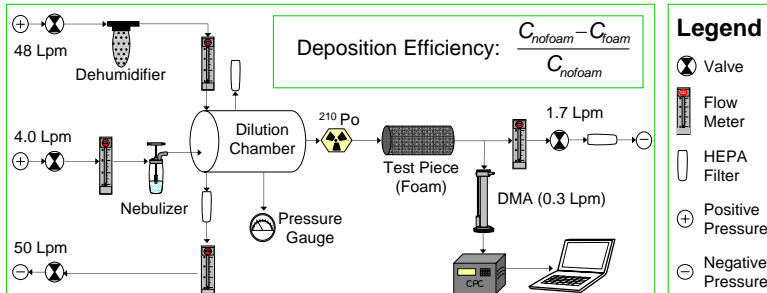 48 Lpm
Dehumidifier
Deposition Efficiency:
C_nofoam − C_foam
C_nofoam
4.0 Lpm
Nebulizer
Dilution
Chamber
210 Po
Test Piece
(Foam)
1.7 Lpm
DMA (0.3 Lpm)
Pressure
Gauge
50 Lpm
CPC
Legend
Valve
Flow
Meter
HEPA
Filter
+ Positive
Pressure
− Negative
Pressure